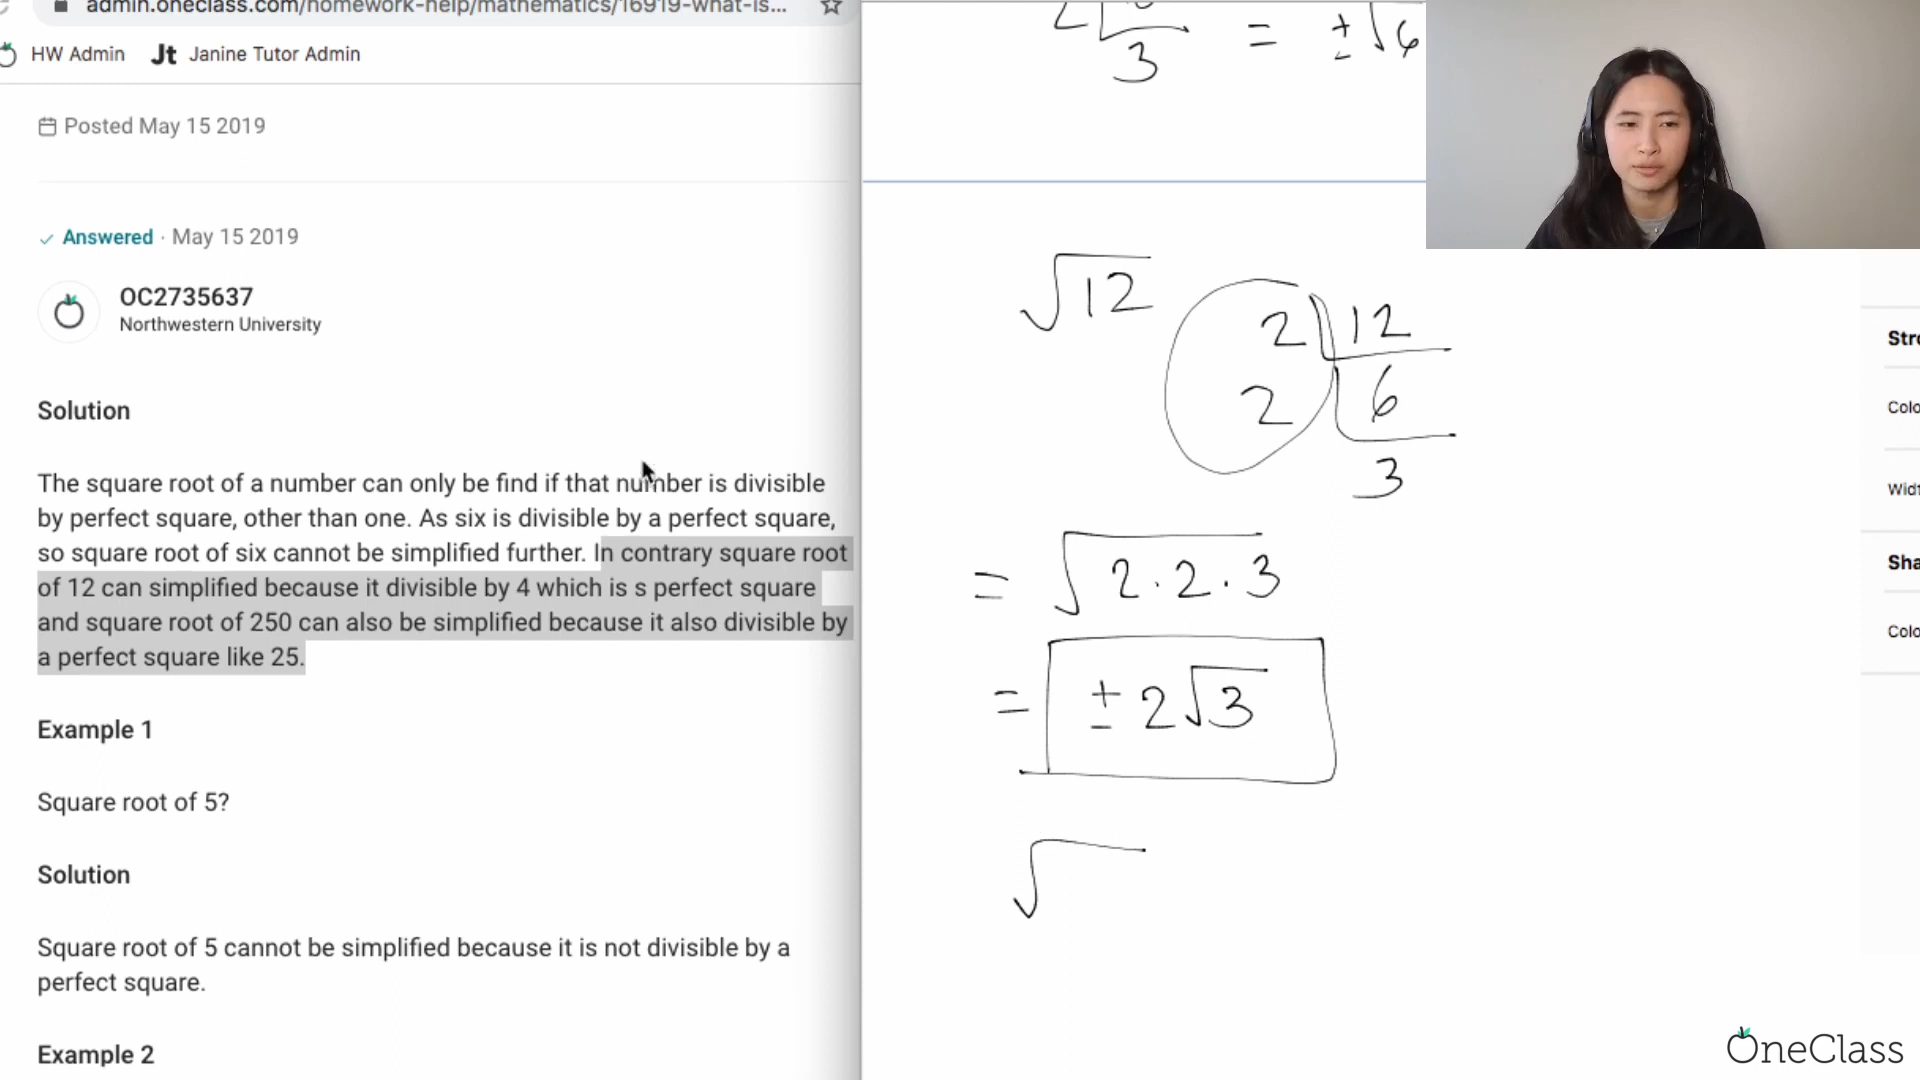 admin.oneclass.com/homework-help/mathematics/16919-what-is...
HW Admin Jt Janine Tutor Admin
Posted May 15 2019
Answered · May 15 2019
OC2735637
Northwestern University
Solution
The square root of a number can only be find if that number is divisible
by perfect square, other than one. As six is divisible by a perfect square,
so square root of six cannot be simplified further. In contrary square root
of 12 can simplified because it divisible by 4 which is s perfect square
and square root of 250 can also be simplified because it also divisible by
a perfect square like 25.
Example 1
Square root of 5?
Solution
Square root of 5 cannot be simplified because it is not divisible by a
perfect square.
Example 2
3 = ±√6
√12
2 12
2 6
3
= √2·2·3
= ±2√3
√
Stro
Colo
Widt
Sha
Colo
OneClass